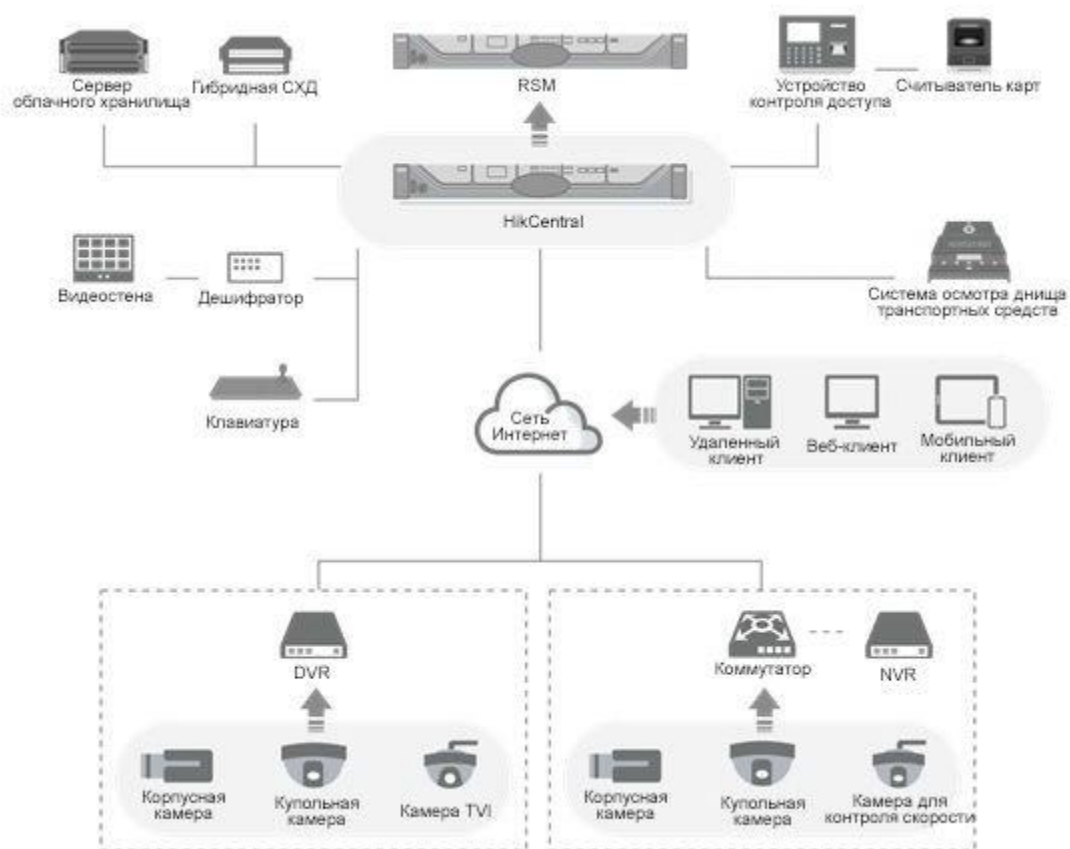 Сервер
облачного хранилища
Гибридная СХД
RSM
Устройство
контроля доступа
Считыватель карт
HikCentral
Видеостена
Дешифратор
Система осмотра днища
транспортных средств
Клавиатура
Сеть
Интернет
Удаленный
клиент
Веб-клиент
Мобильный
клиент
DVR
Коммутатор
NVR
Корпусная
камера
Купольная
камера
Камера TVI
Корпусная
камера
Купольная
камера
Камера для
контроля скорости